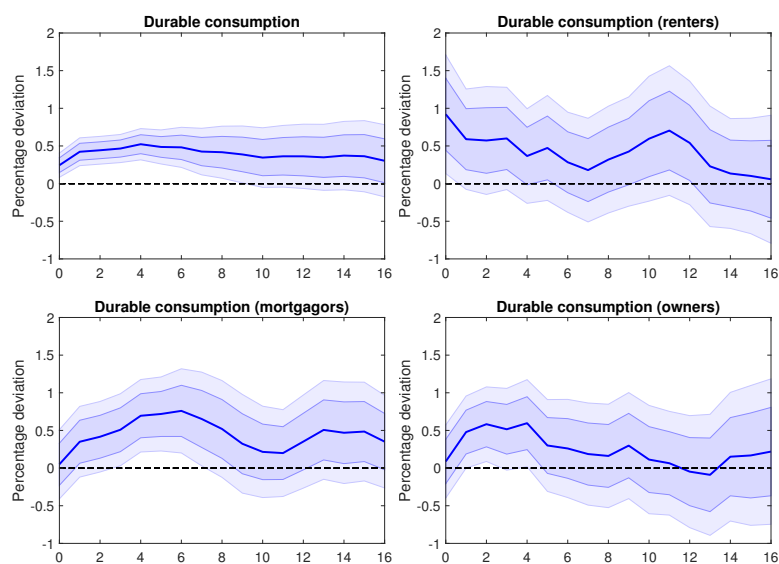 Durable consumption
Percentage deviation
2
1.5
1
0.5
0
-0.5
-1
0 2 4 6 8 10 12 14 16
Durable consumption (renters)
Percentage deviation
2
1.5
1
0.5
0
-0.5
-1
0 2 4 6 8 10 12 14 16
Durable consumption (mortgagors)
Percentage deviation
2
1.5
1
0.5
0
-0.5
-1
0 2 4 6 8 10 12 14 16
Durable consumption (owners)
Percentage deviation
2
1.5
1
0.5
0
-0.5
-1
0 2 4 6 8 10 12 14 16